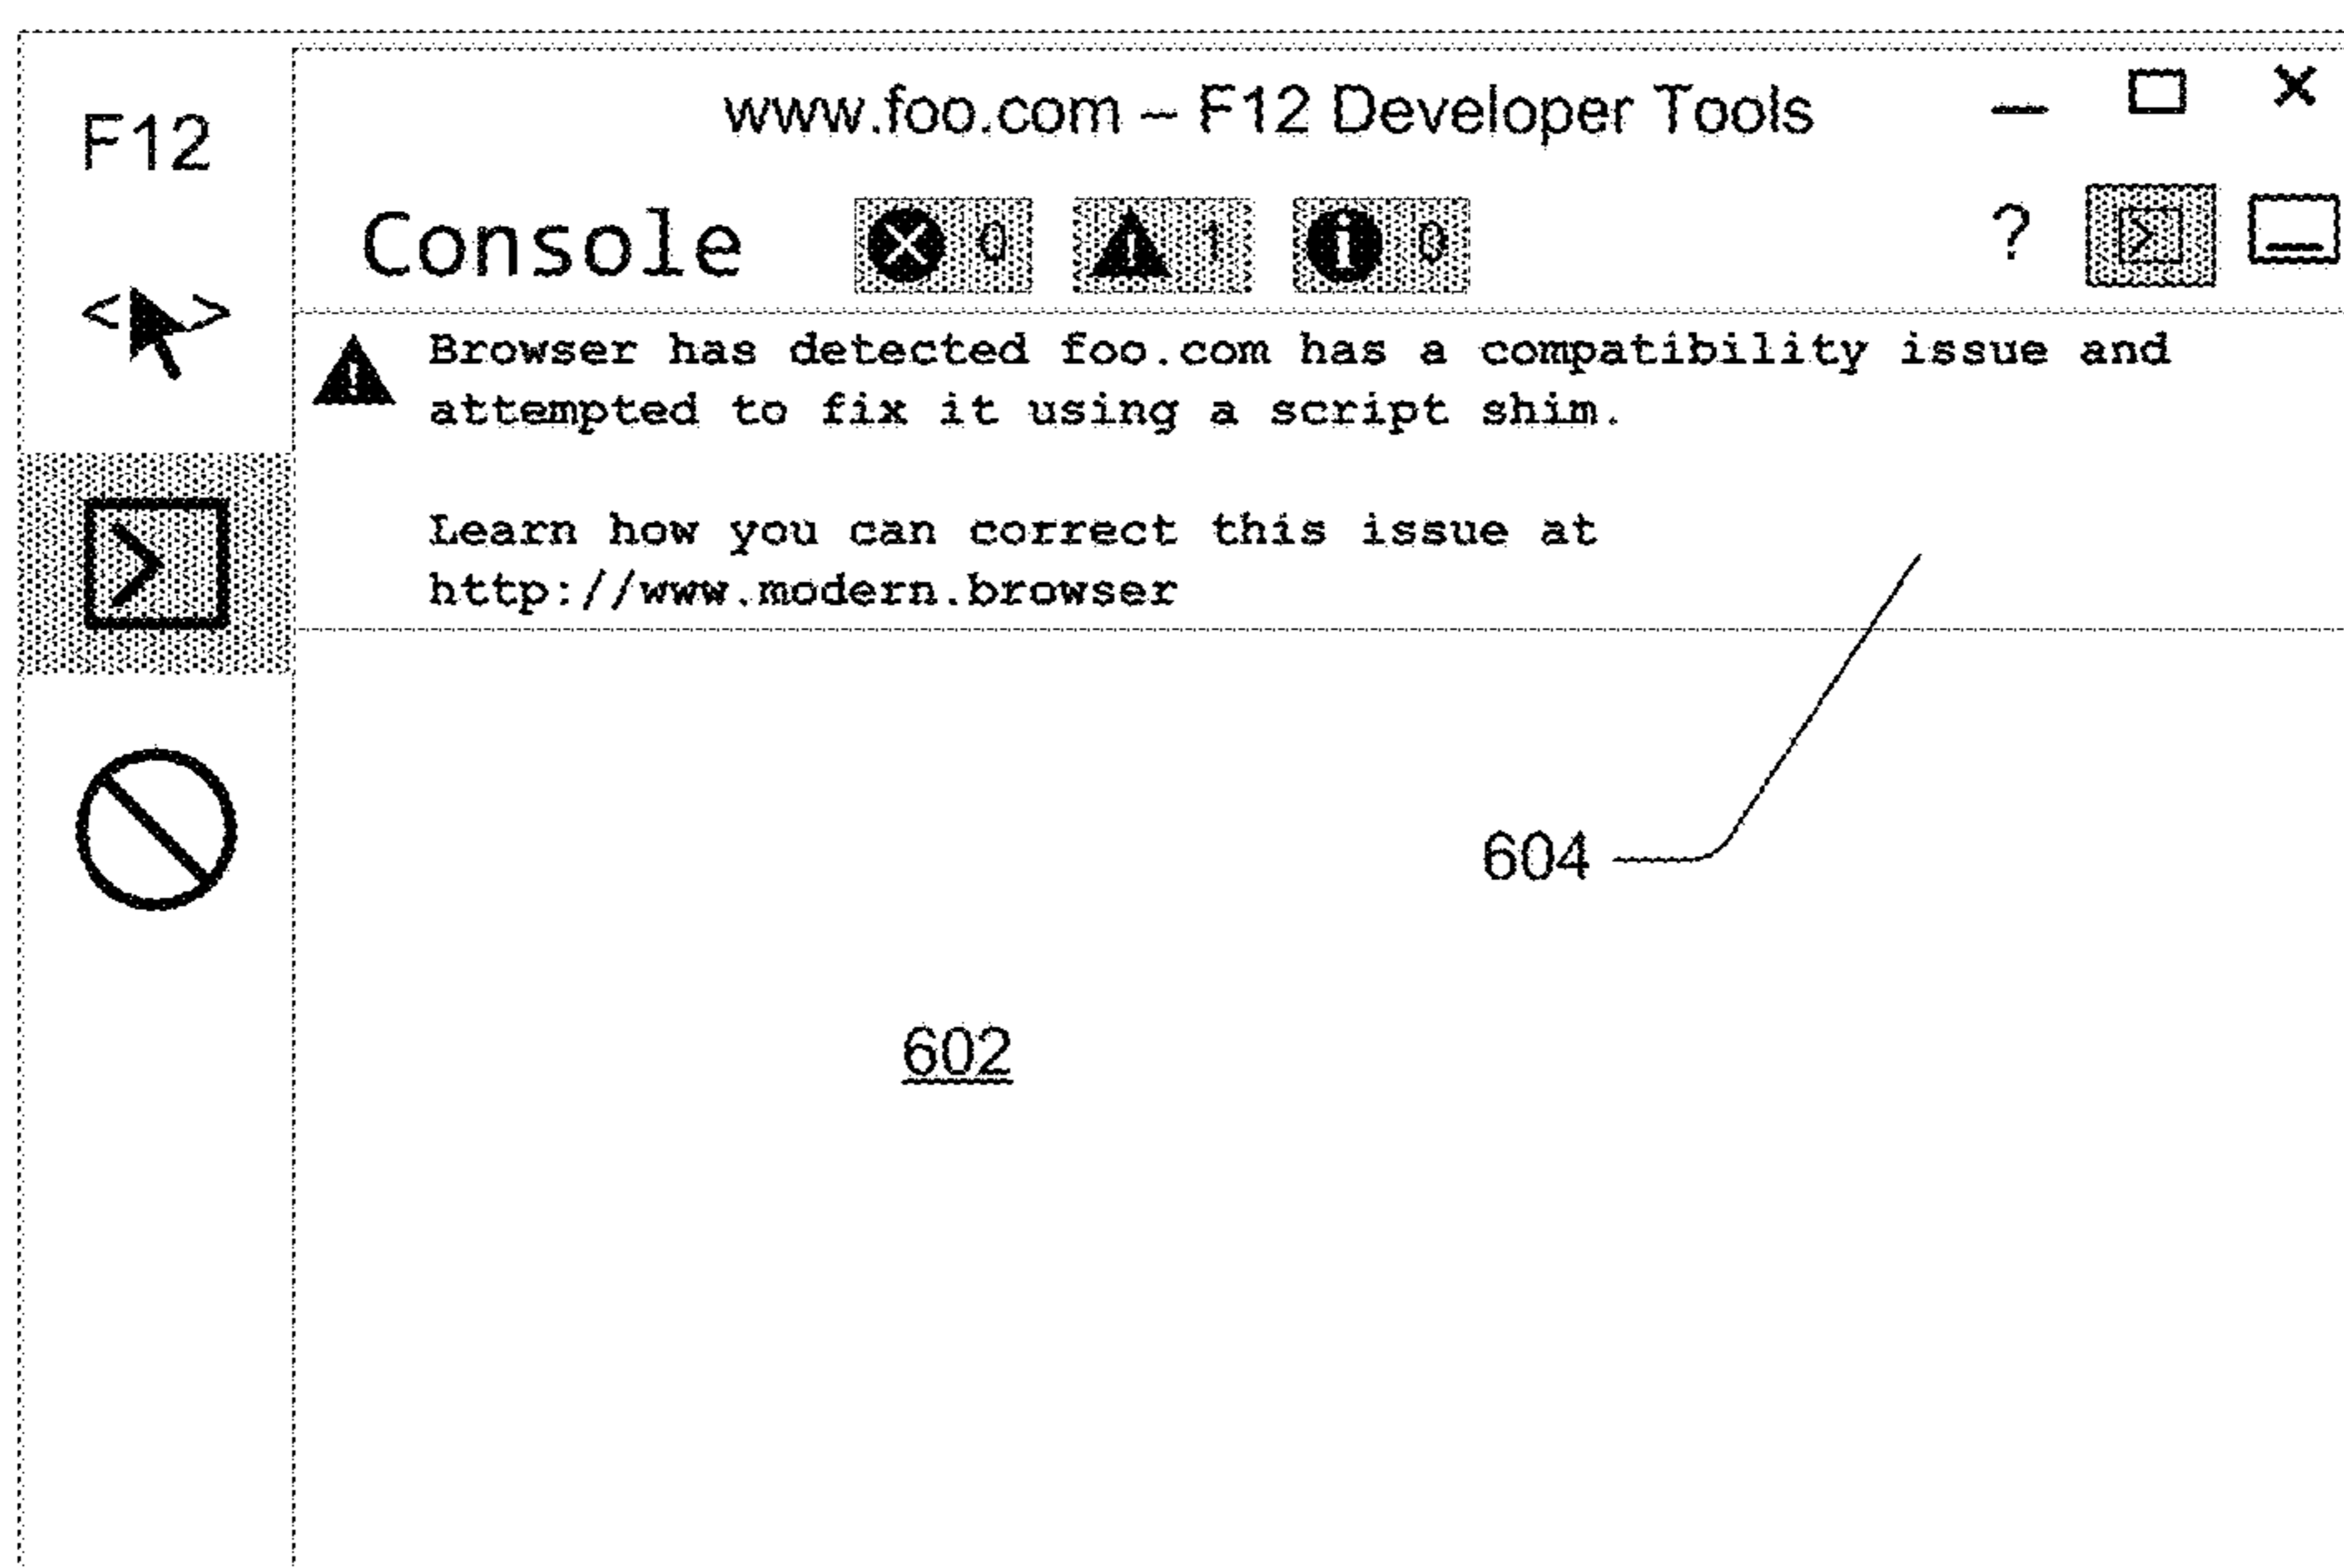 www.foo.com – F12 Developer Tools
F12
Console 0 1 0 ?
Browser has detected foo.com has a compatibility issue and
attempted to fix it using a script shim.
Learn how you can correct this issue at
http://www.modern.browser
604
602